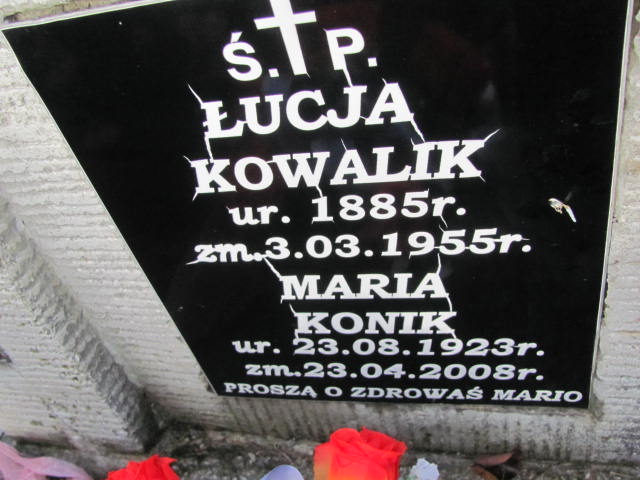 Ś. P.
ŁUCJA
KOWALIK
ur. 1885r.
zm.3.03.1955r.
MARIA
KONIK
ur. 23.08.1923r.
zm.23.04.2008r.
PROSZĄ O ZDROWAŚ MARIO